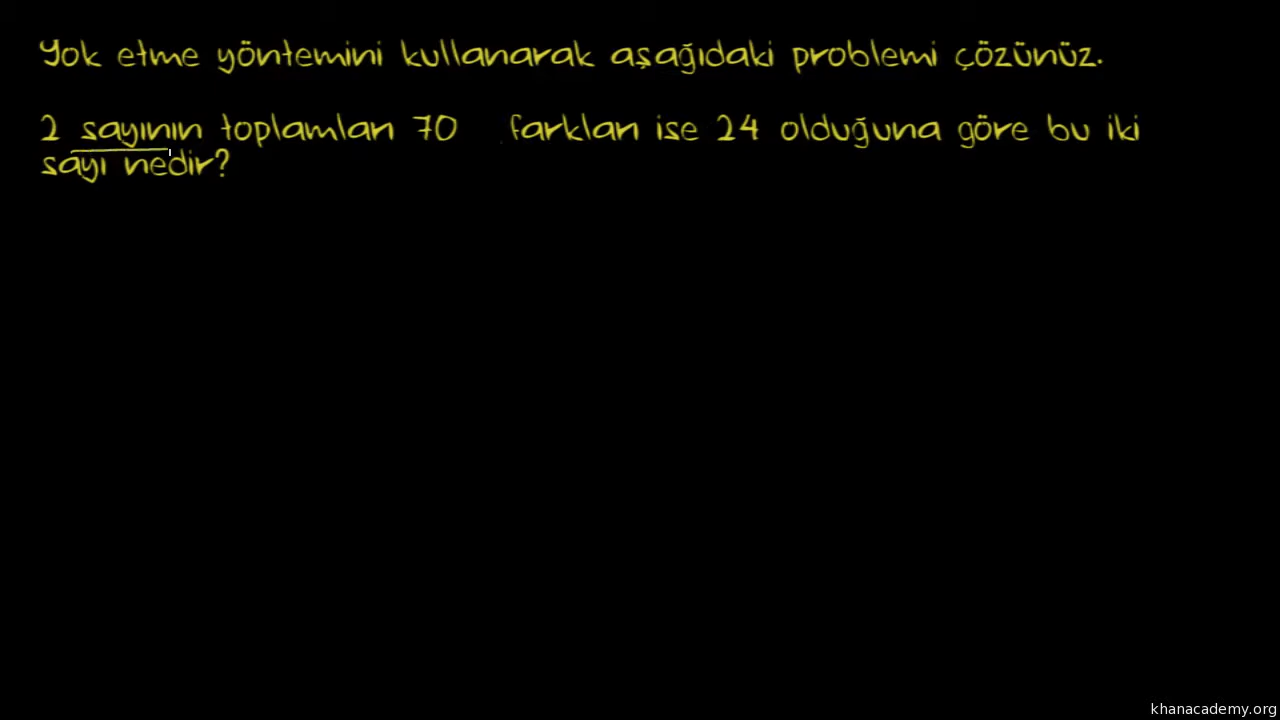 Yok etme yöntemini kullanarak aşağıdaki problemi çözünüz.
2 sayının toplamları 70 farkları ise 24 olduğuna göre bu iki
sayı nedir?
khanacademy.org